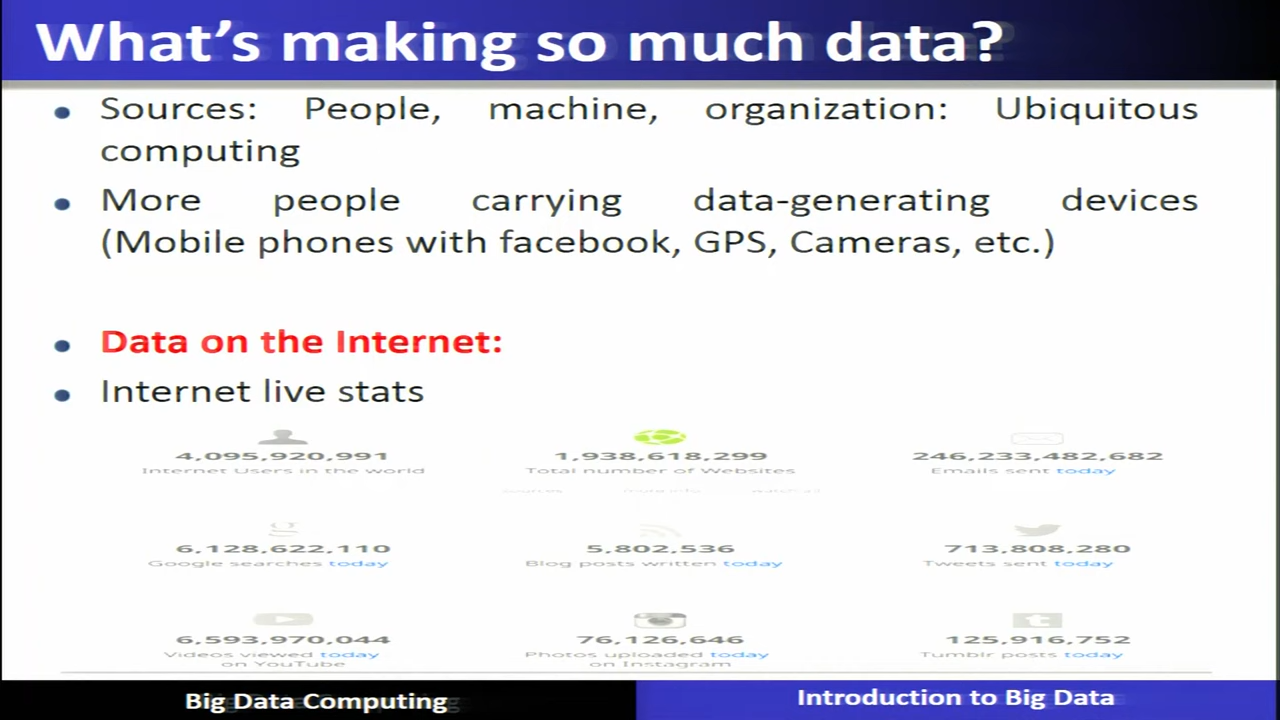 What's making so much data?
Sources: People, machine, organization: Ubiquitous
computing
More people carrying data-generating devices
(Mobile phones with facebook, GPS, Cameras, etc.)
Data on the Internet:
Internet live stats
4,095,920,991 1,938,618,299 246,233,482,682
Internet Users in the world Total number of Websites Emails sent today
sources more info watch all
6,128,622,110 5,802,536 713,808,280
Google searches today Blog posts written today Tweets sent today
6,593,970,044 76,126,646 125,916,752
Videos viewed today Photos uploaded today Tumblr posts today
on YouTube on Instagram
Big Data Computing Introduction to Big Data